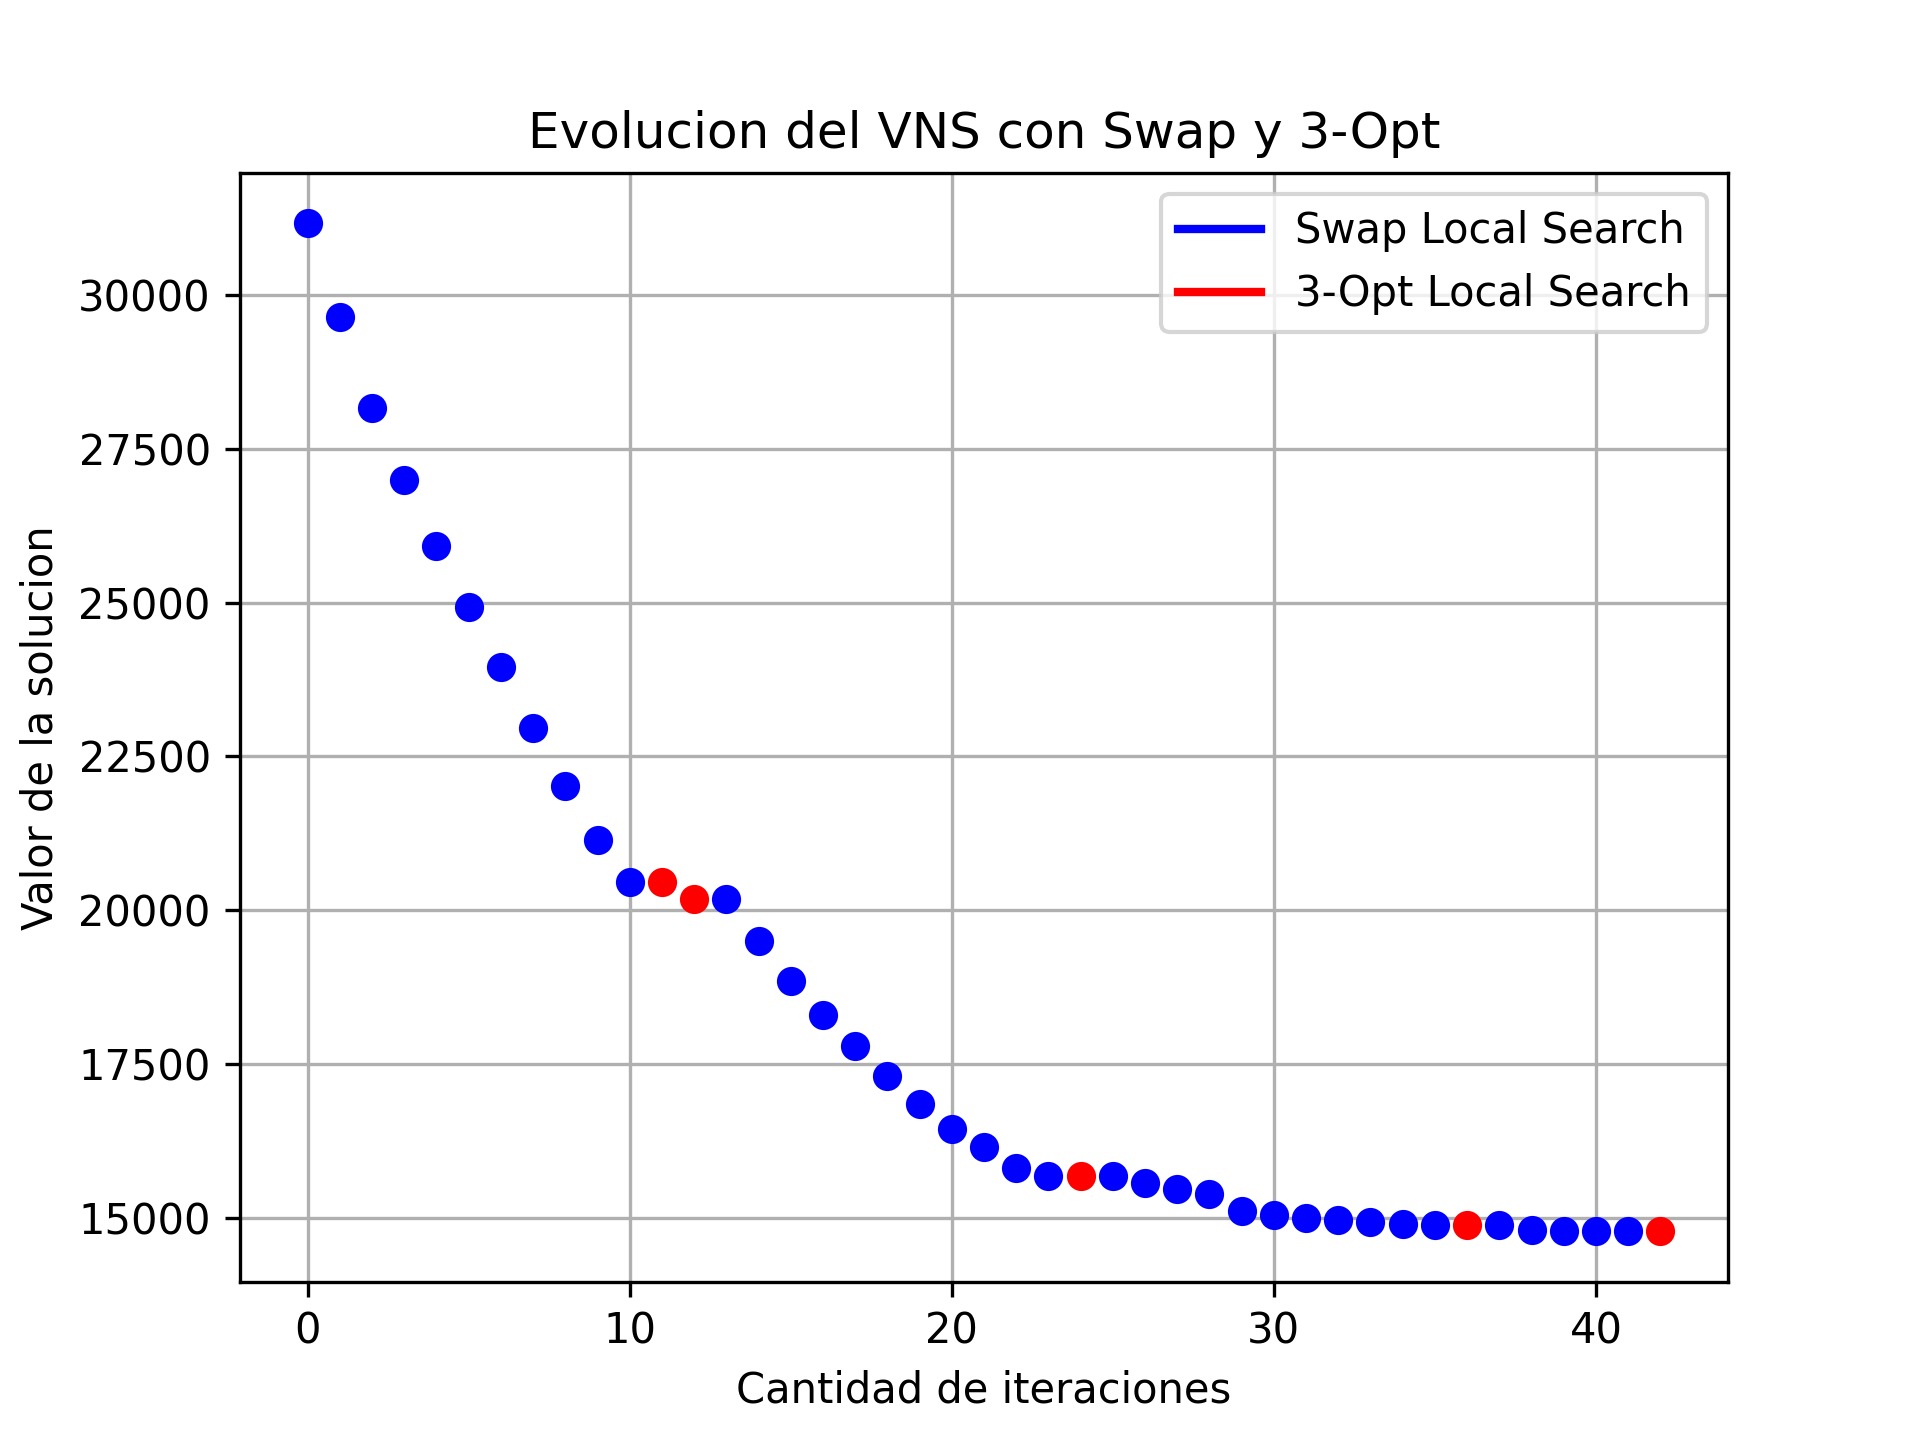 Evolucion del VNS con Swap y 3-Opt
Swap Local Search
3-Opt Local Search
Valor de la solucion
30000
27500
25000
22500
20000
17500
15000
0 10 20 30 40
Cantidad de iteraciones